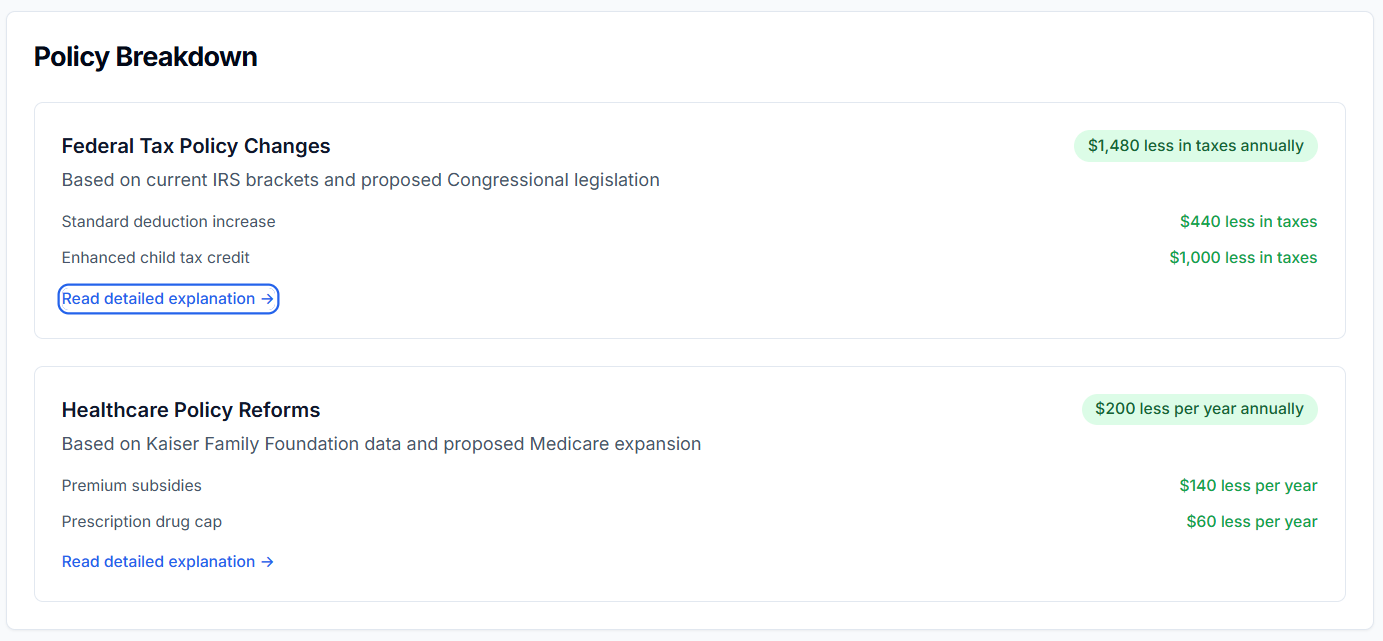 Policy Breakdown
Federal Tax Policy Changes
$1,480 less in taxes annually
Based on current IRS brackets and proposed Congressional legislation
Standard deduction increase
$440 less in taxes
Enhanced child tax credit
$1,000 less in taxes
Read detailed explanation →
Healthcare Policy Reforms
$200 less per year annually
Based on Kaiser Family Foundation data and proposed Medicare expansion
Premium subsidies
$140 less per year
Prescription drug cap
$60 less per year
Read detailed explanation →